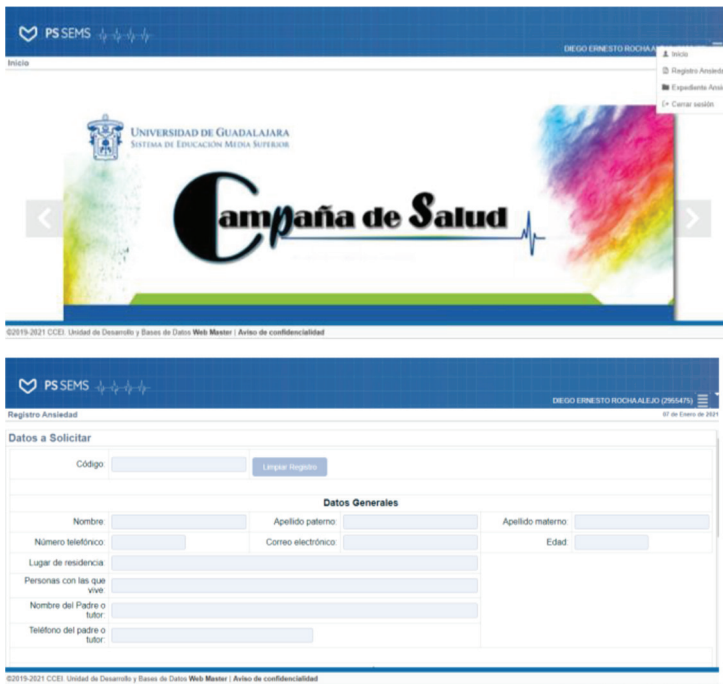 PS SEMS
DIEGO ERNESTO ROCHA
Inicio
Inicio
Registro Ansieda
Expediente Ansi
Cerrar sesión
UNIVERSIDAD DE GUADALAJARA
SISTEMA DE EDUCACIÓN MEDIA SUPERIOR
Campaña de Salud
©2019-2021 CCEI. Unidad de Desarrollo y Bases de Datos Web Master | Aviso de confidencialidad
PS SEMS
DIEGO ERNESTO ROCHA ALEJO (2955475)
Registro Ansiedad
07 de Enero de 2021
Datos a Solicitar
Código:
Limpiar Registro
Datos Generales
Nombre:
Apellido paterno:
Apellido materno:
Número telefónico:
Correo electrónico:
Edad:
Lugar de residencia:
Personas con las que
vive:
Nombre del Padre o
tutor:
Teléfono del padre o
tutor:
©2019-2021 CCEI. Unidad de Desarrollo y Bases de Datos Web Master | Aviso de confidencialidad